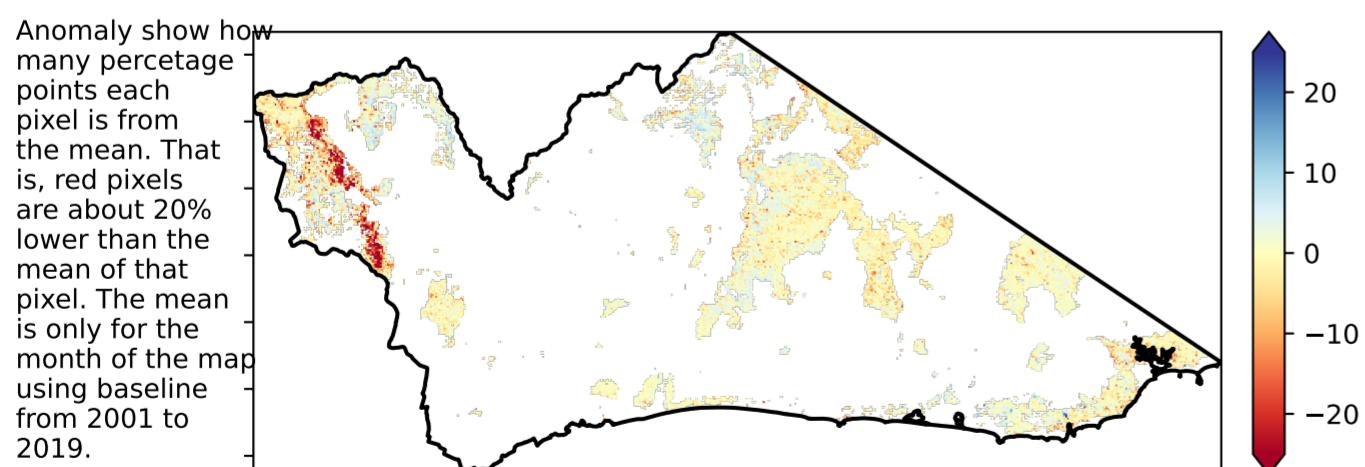 Anomaly show how
many percetage
points each
pixel is from
the mean. That
is, red pixels
are about 20%
lower than the
mean of that
pixel. The mean
is only for the
month of the map
using baseline
from 2001 to
2019.
20
10
0
−10
−20